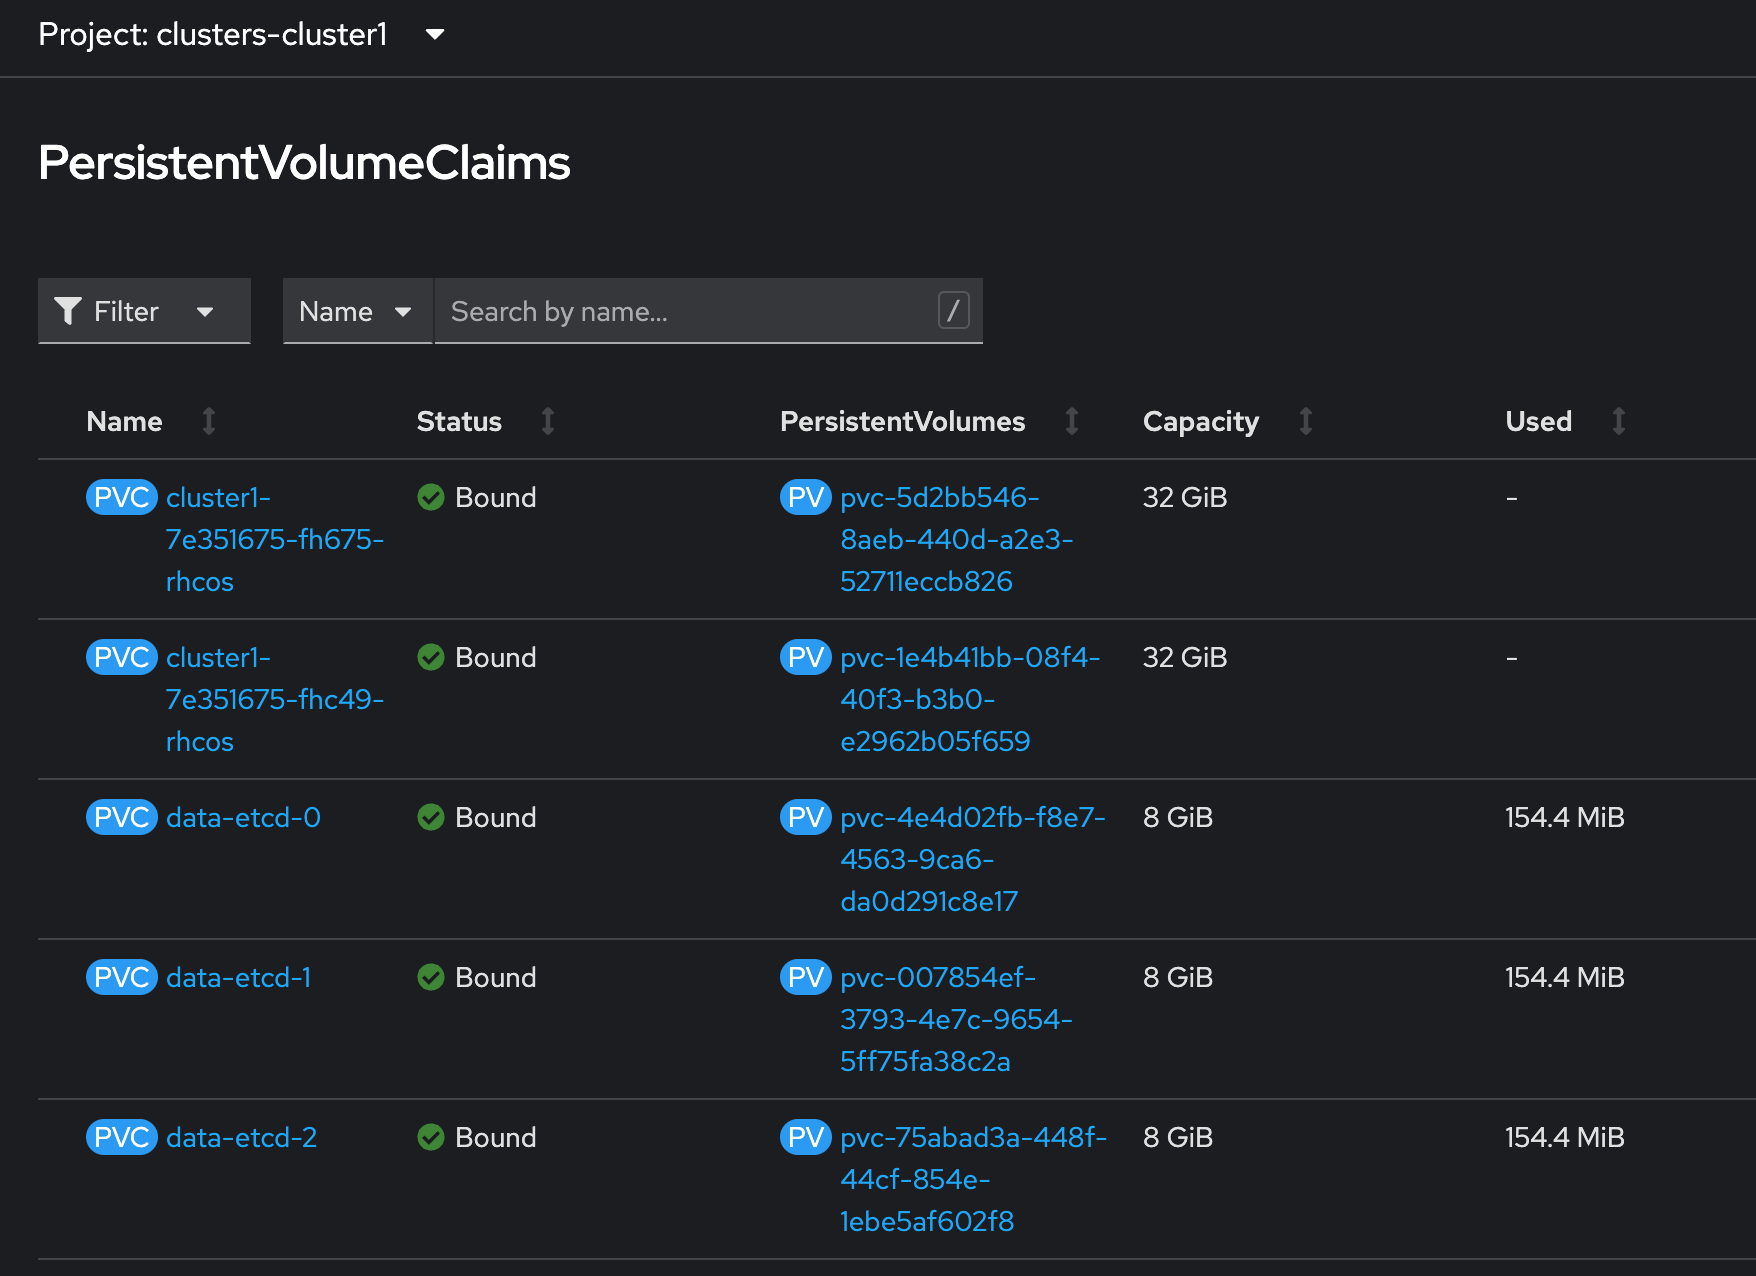 Project: clusters-cluster1
PersistentVolumeClaims
Filter
Name
Search by name...
/
Name Status PersistentVolumes Capacity Used
PVC cluster1- Bound PV pvc-5d2bb546- 32 GiB -
7e351675-fh675- 8aeb-440d-a2e3-
rhcos 52711eccb826
PVC cluster1- Bound PV pvc-1e4b41bb-08f4- 32 GiB -
7e351675-fhc49- 40f3-b3b0-
rhcos e2962b05f659
PVC data-etcd-0 Bound PV pvc-4e4d02fb-f8e7- 8 GiB 154.4 MiB
4563-9ca6-
da0d291c8e17
PVC data-etcd-1 Bound PV pvc-007854ef- 8 GiB 154.4 MiB
3793-4e7c-9654-
5ff75fa38c2a
PVC data-etcd-2 Bound PV pvc-75abad3a-448f- 8 GiB 154.4 MiB
44cf-854e-
1ebe5af602f8